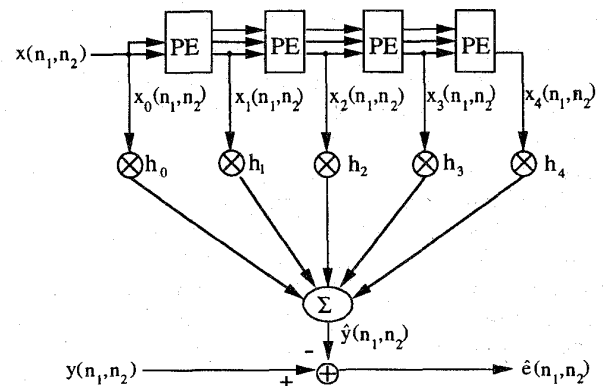 PE PE PE PE
x(n₁,n₂)
x₀(n₁,n₂) x₁(n₁,n₂) x₂(n₁,n₂) x₃(n₁,n₂) x₄(n₁,n₂)
h₀ h₁ h₂ h₃ h₄
Σ
ŷ(n₁,n₂)
-
y(n₁,n₂) + ê(n₁,n₂)